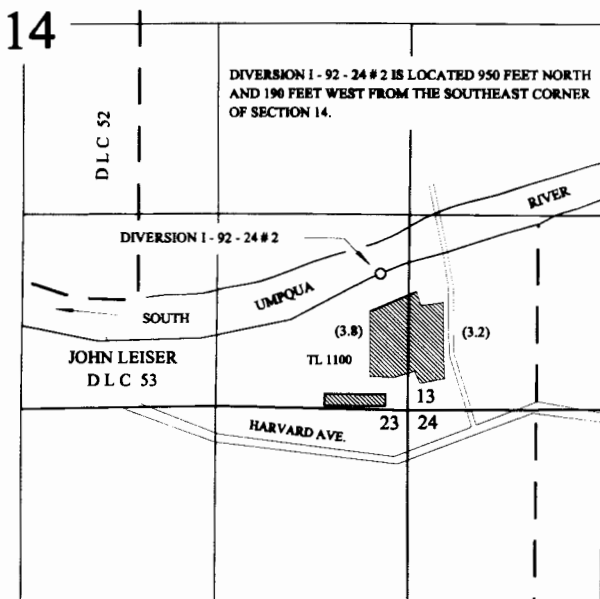 14
DIVERSION I - 92 - 24 # 2 IS LOCATED 950 FEET NORTH
AND 190 FEET WEST FROM THE SOUTHEAST CORNER
OF SECTION 14.
D L C 52
RIVER
DIVERSION I - 92 - 24 # 2
UMPQUA
SOUTH
(3.8)
(3.2)
JOHN LEISER
D L C 53
TL 1100
13
23
24
HARVARD AVE.